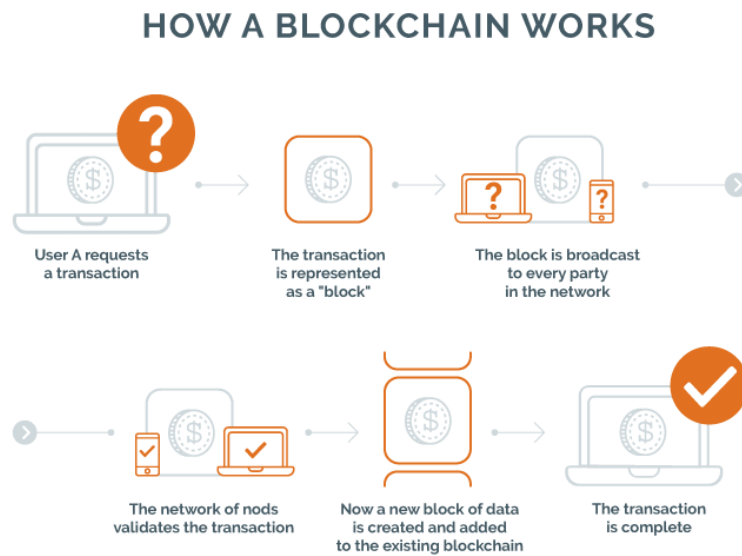 HOW A BLOCKCHAIN WORKS
?
$
User A requests
a transaction
$
The transaction
is represented
as a "block"
?
$
?
The block is broadcast
to every party
in the network
$
The network of nods
validates the transaction
$
Now a new block of data
is created and added
to the existing blockchain
$
The transaction
is complete